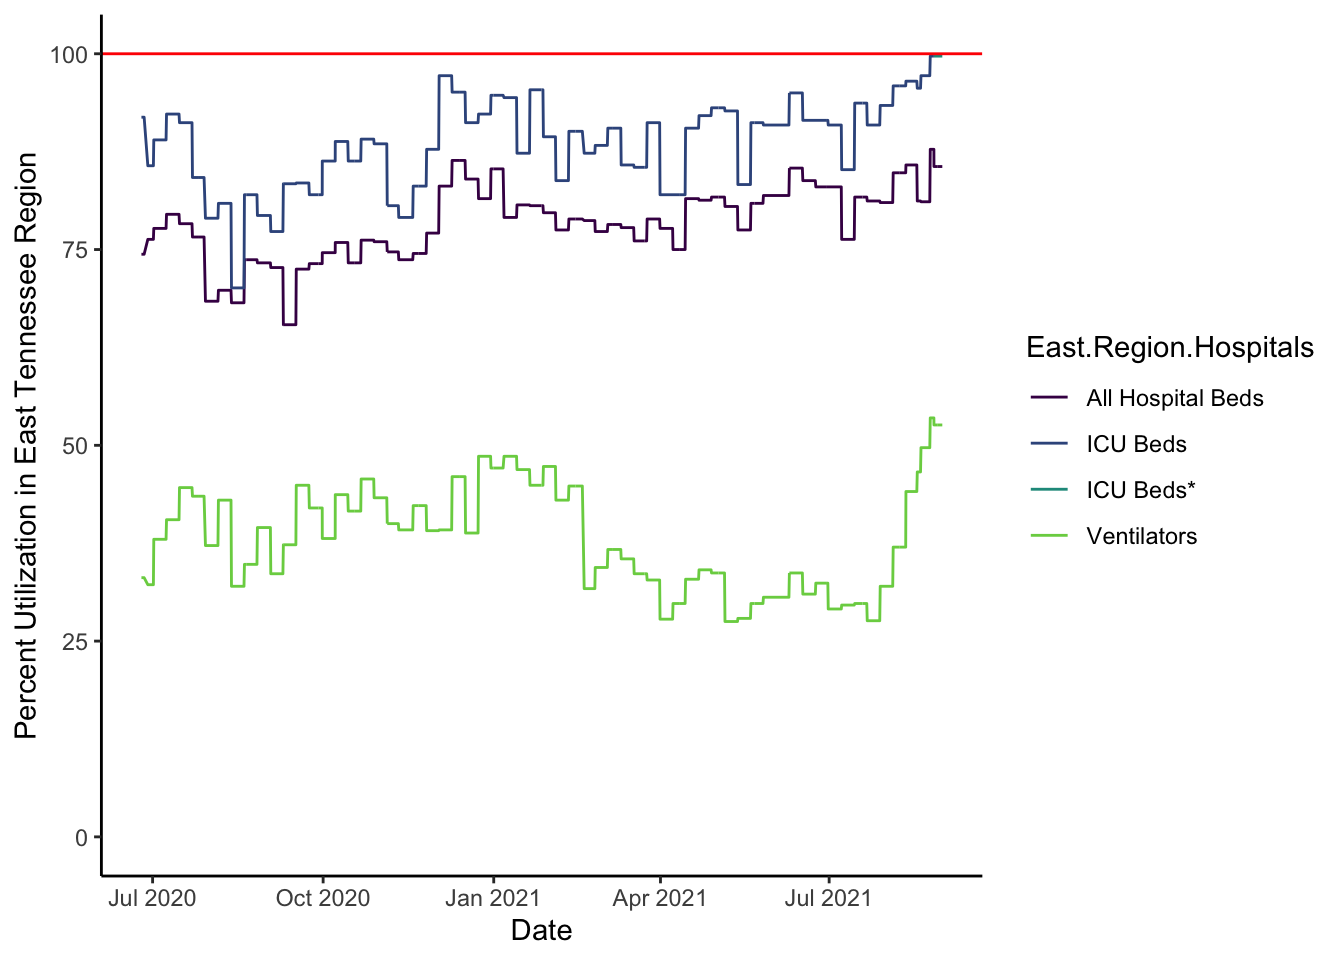 Percent Utilization in East Tennessee Region
100
75
50
25
0
Jul 2020
Oct 2020
Jan 2021
Apr 2021
Jul 2021
Date
East.Region.Hospitals
All Hospital Beds
ICU Beds
ICU Beds*
Ventilators